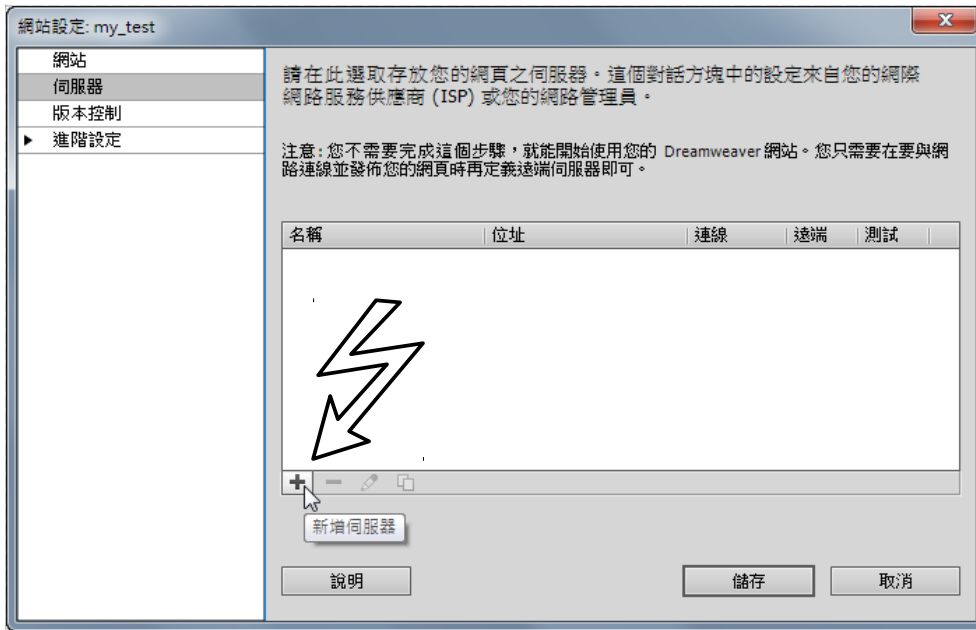 網站設定: my_test
網站
伺服器
版本控制
進階設定
請在此選取存放您的網頁之伺服器。這個對話方塊中的設定來自您的網際
網路服務供應商 (ISP) 或您的網路管理員。
注意:您不需要完成這個步驟，就能開始使用您的 Dreamweaver 網站。您只需要在要與網
路連線並發佈您的網頁時再定義遠端伺服器即可。
名稱 位址 連線 遠端 測試
新增伺服器
說明 儲存 取消